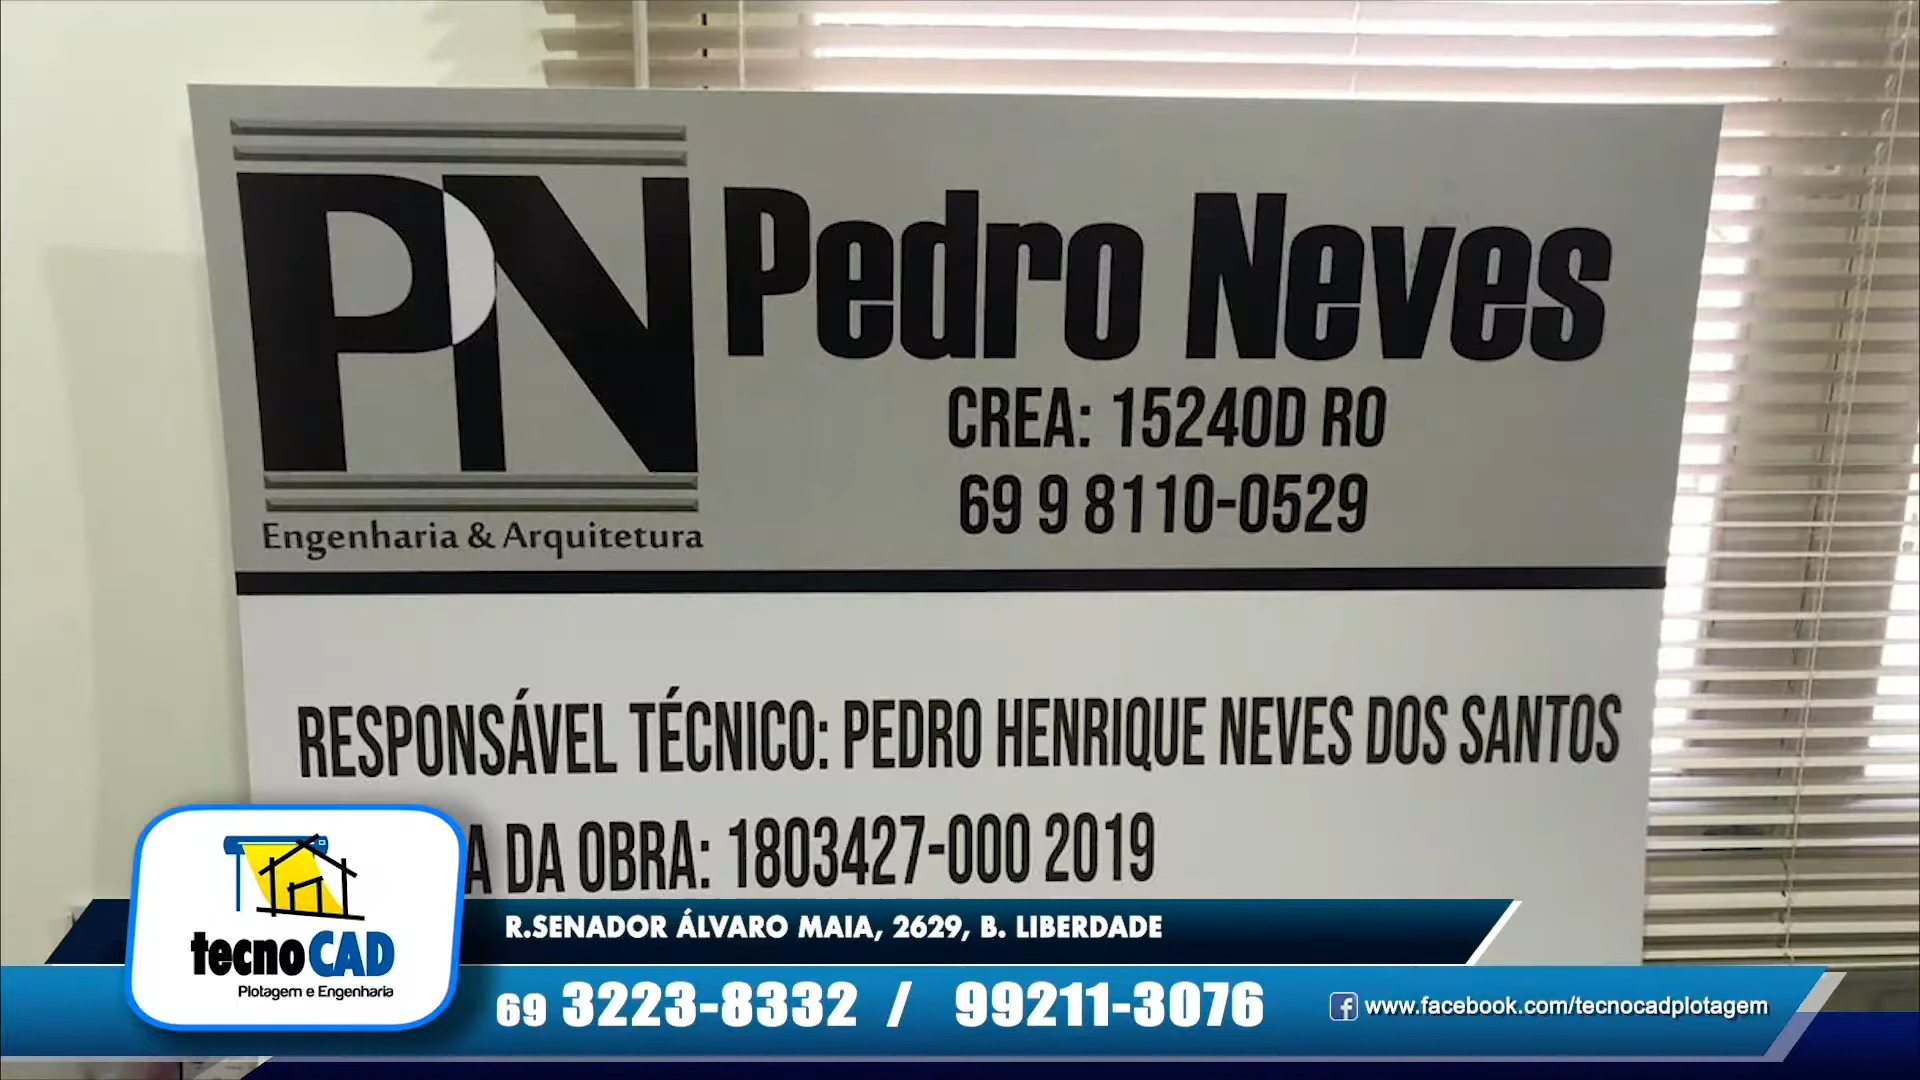 PN
Pedro Neves
CREA: 15240D RO
69 9 8110-0529
Engenharia & Arquitetura
RESPONSÁVEL TÉCNICO: PEDRO HENRIQUE NEVES DOS SANTOS
DA OBRA: 1803427-000 2019
R.SENADOR ÁLVARO MAIA, 2629, B. LIBERDADE
tecnoCAD
Plotagem e Engenharia
69 3223-8332 / 99211-3076
www.facebook.com/tecnocadplotagem